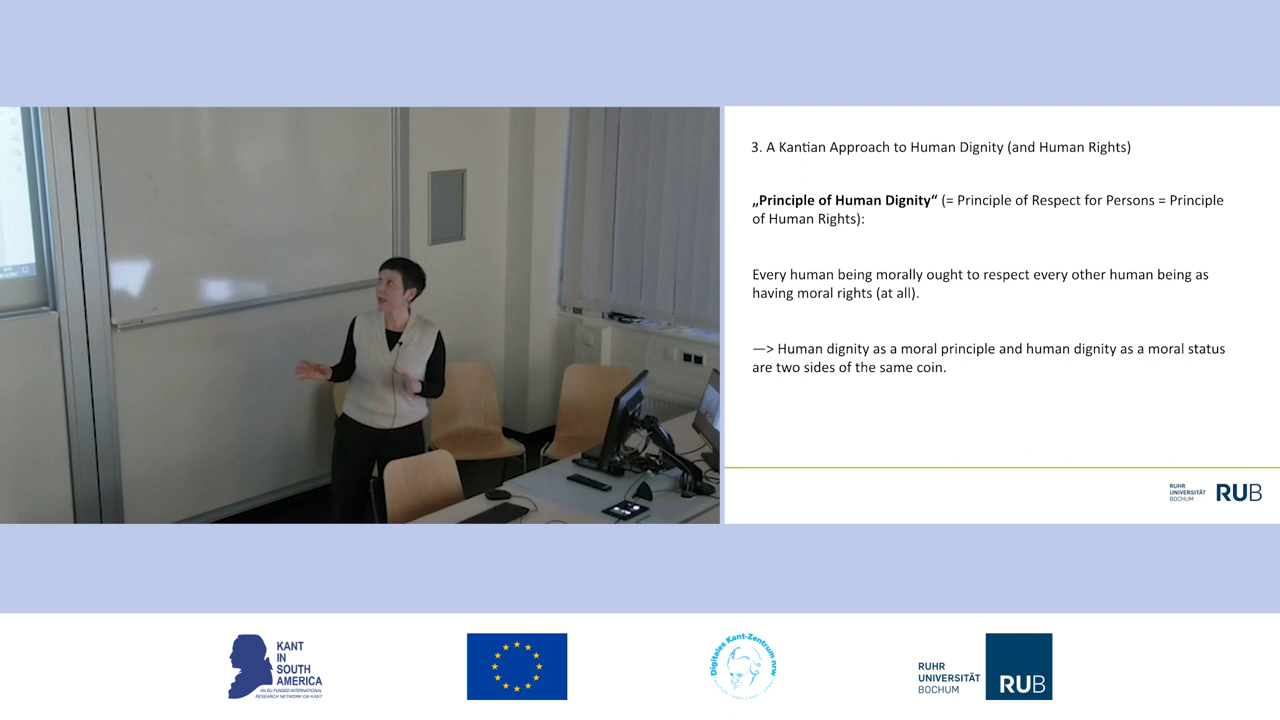 3. A Kantian Approach to Human Dignity (and Human Rights)
„Principle of Human Dignity“ (= Principle of Respect for Persons = Principle
of Human Rights):
Every human being morally ought to respect every other human being as
having moral rights (at all).
—> Human dignity as a moral principle and human dignity as a moral status
are two sides of the same coin.
RUHR
UNIVERSITÄT
BOCHUM
RUB
KANT
IN
SOUTH
AMERICA
AN EU FUNDED INTERNATIONAL
RESEARCH NETWORK ON KANT
Digitales Kant-Zentrum nrw
RUHR
UNIVERSITÄT
BOCHUM
RUB